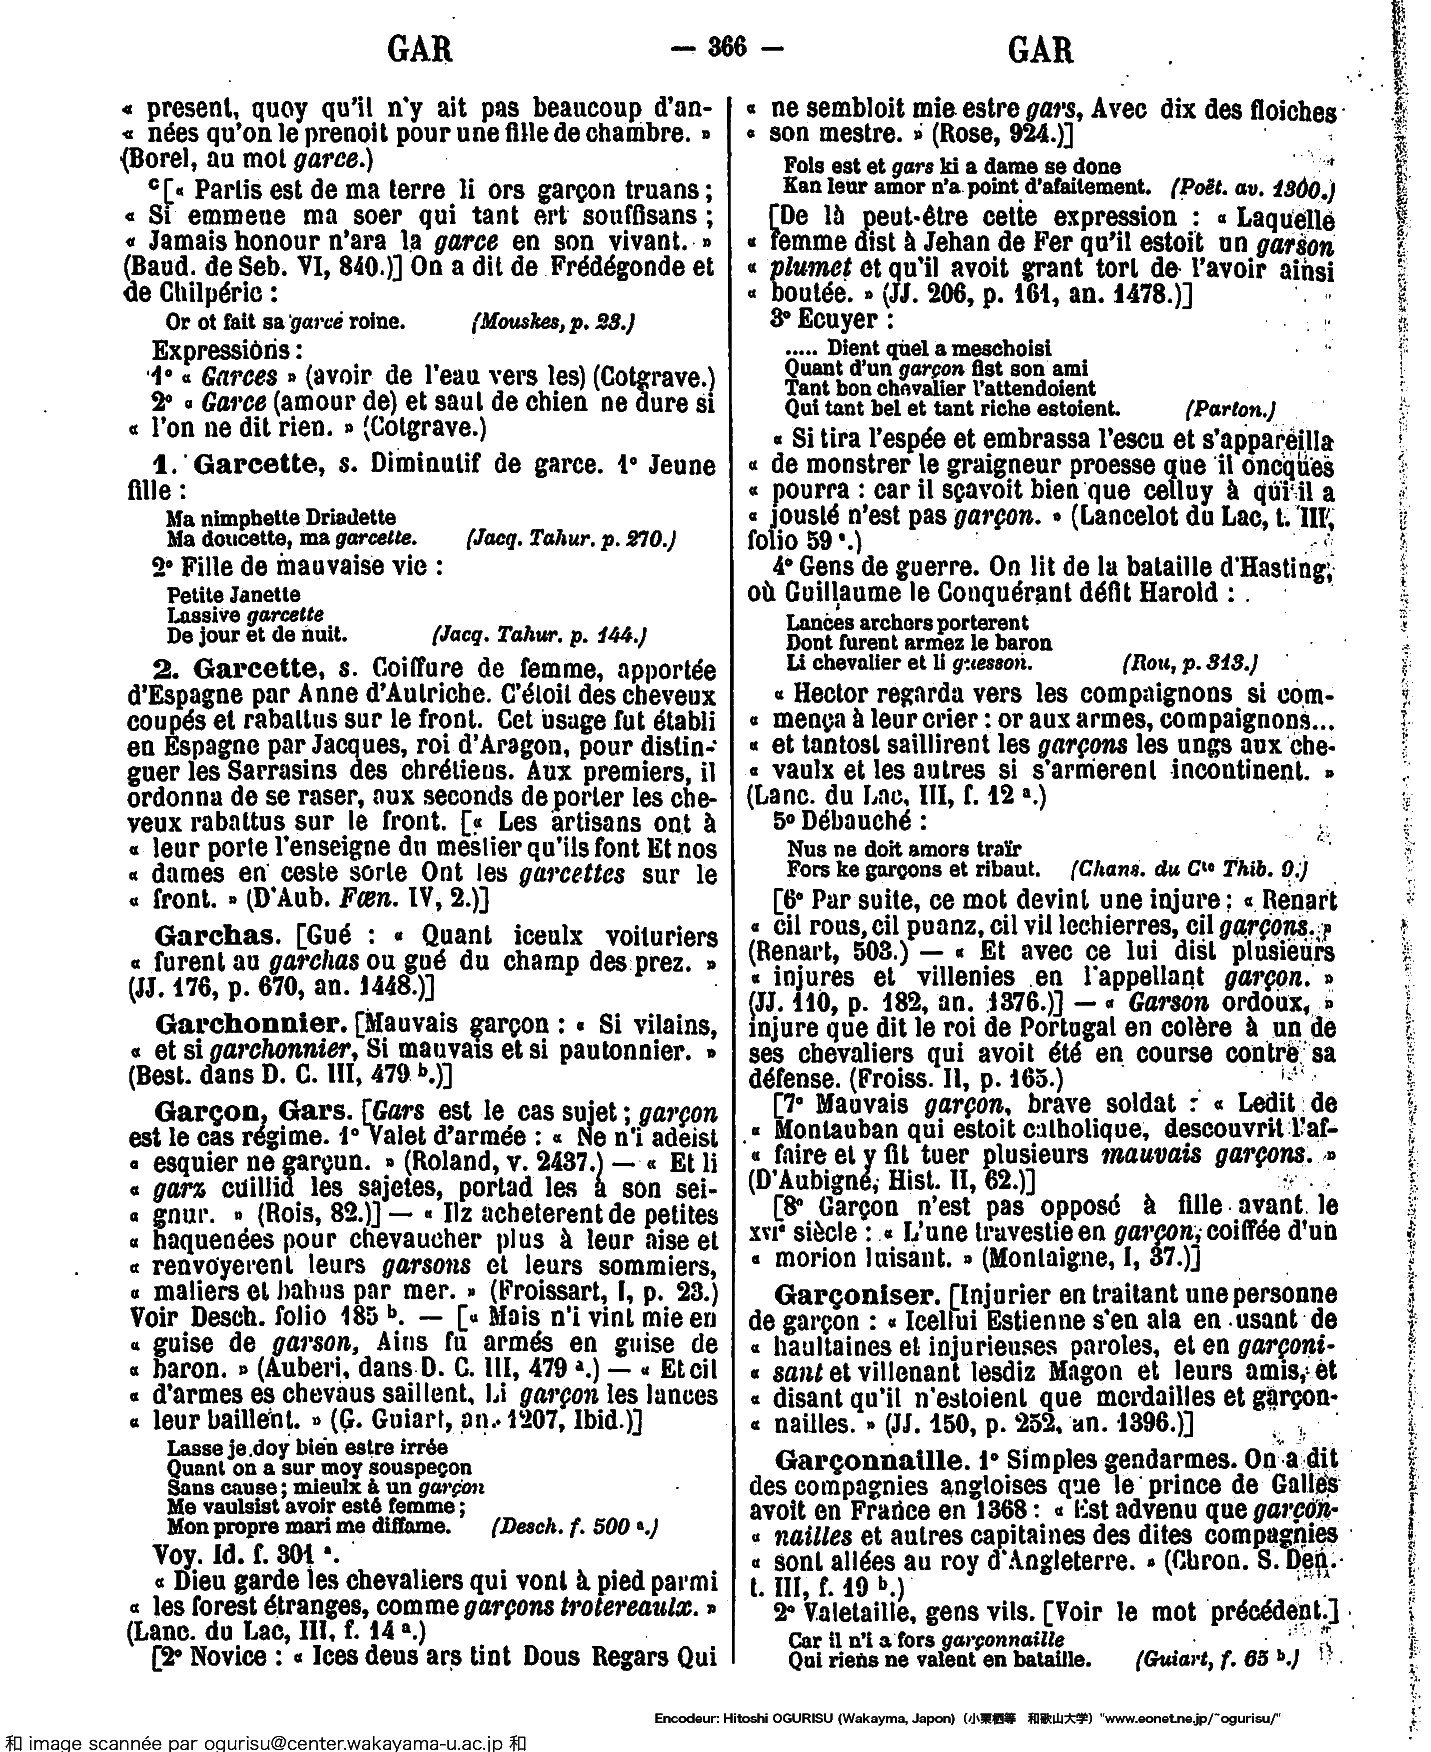 GAR — 366 — GAR
« present, quoy qu'il n'y ait pas beaucoup d'an-
« nées qu'on le prenoit pour une fille de chambre. »
(Borel, au mot garce.)
c[« Partis est de ma terre li ors garçon truans ;
« Si emmene ma soer qui tant ert souffisans ;
« Jamais honour n'ara la garce en son vivant. »
(Baud. de Seb. VI, 840.)] On a dit de Frédégonde et
de Chilpéric :
Or ot fait sa garce roine. (Mouskes, p. 23.)
Expressions :
1° « Garces » (avoir de l'eau vers les) (Cotgrave.)
2° « Garce (amour de) et saut de chien ne dure si
« l'on ne dit rien. » (Cotgrave.)
1. Garcette, s. Diminutif de garce. 1° Jeune
fille :
Ma nimphette Driadette
Ma doucette, ma garcette. (Jacq. Tahur. p. 270.)
2° Fille de mauvaise vie :
Petite Janette
Lassive garcette
De jour et de nuit. (Jacq. Tahur. p. 144.)
2. Garcette, s. Coiffure de femme, apportée
d'Espagne par Anne d'Autriche. C'étoit des cheveux
coupés et rabattus sur le front. Cet usage fut établi
en Espagne par Jacques, roi d'Aragon, pour distin-
guer les Sarrasins des chrétiens. Aux premiers, il
ordonna de se raser, aux seconds de porter les che-
veux rabattus sur le front. [« Les artisans ont à
« leur porte l'enseigne du mestier qu'ils font Et nos
« dames en ceste sorte Ont les garcettes sur le
« front. » (D'Aub. Fœn. IV, 2.)]
Garchas. [Gué : « Quant iceulx voituriers
« furent au garchas ou gué du champ des prez. »
(JJ. 176, p. 670, an. 1448.)]
Garchonnier. [Mauvais garçon : « Si vilains,
« et si garchonnier, Si mauvais et si pautonnier. »
(Best. dans D. C. III, 479 b.)]
Garçon, Gars. [Gars est le cas sujet ; garçon
est le cas régime. 1° Valet d'armée : « Ne n'i adeist
« esquier ne garçun. » (Roland, v. 2437.) — « Et li
« garz cuillid les sajetes, portad les a son sei-
« gnur. » (Rois, 82.)] — « Ilz acheterent de petites
« haquenées pour chevaucher plus à leur aise et
« renvoyerent leurs garsons et leurs sommiers,
« maliers et bahus par mer. » (Froissart, I, p. 23.)
Voir Desch. folio 185 b. — [« Mais n'i vint mie en
« guise de garson, Ains fu armés en guise de
« baron. » (Auberi, dans D. C. III, 479 a.) — « Et cil
« d'armes es chevaus saillent, Li garçon les lances
« leur baillent. » (G. Guiart, an. 1207, Ibid.)]
Lasse je doy bien estre irrée
Quant on a sur moy souspeçon
Sans cause ; mieulx à un garçon
Me vaulsist avoir esté femme ;
Mon propre mari me diffame. (Desch. f. 500 a.)
Voy. Id. f. 301 a.
« Dieu garde les chevaliers qui vont à pied parmi
« les forest étranges, comme garçons trotereaulx. »
(Lanc. du Lac, III, f. 14 a.)
[2° Novice : « Ices deus ars tint Dous Regars Qui
« ne sembloit mie estre gars, Avec dix des floiches
« son mestre. » (Rose, 924.)]
Fols est et gars ki a dame se done
Kan leur amor n'a point d'afaitement. (Poët. av. 1300.)
[De là peut-être cette expression : « Laquelle
« femme dist à Jehan de Fer qu'il estoit un garson
« plumet et qu'il avoit grant tort de l'avoir ainsi
« boutée. » (JJ. 206, p. 161, an. 1478.)]
3° Ecuyer :
..... Dient quel a meschoisi
Quant d'un garçon fist son ami
Tant bon chevalier l'attendoient
Qui tant bel et tant riche estoient. (Parton.)
« Si tira l'espée et embrassa l'escu et s'appareilla
« de monstrer le graigneur proesse que il oncques
« pourra : car il sçavoit bien que celluy à qui il a
« jousté n'est pas garçon. » (Lancelot du Lac, t. III,
folio 59 a.)
4° Gens de guerre. On lit de la bataille d'Hasting,
où Guillaume le Conquérant défit Harold :
Lances archers porterent
Dont furent armez le baron
Li chevalier et li guesson. (Rou, p. 313.)
« Hector regarda vers les compaignons si com-
« mença à leur crier : or aux armes, compaignons...
« et tantost saillirent les garçons les ungs aux che-
« vaulx et les autres si s'armerent incontinent. »
(Lanc. du Lac, III, f. 12 a.)
5° Débauché :
Nus ne doit amors traïr
Fors ke garçons et ribaut. (Chans. du Cte Thib. 9.)
[6° Par suite, ce mot devint une injure : « Renart
« cil rous, cil puanz, cil vil lechierres, cil garçons. »
(Renart, 503.) — « Et avec ce lui dist plusieurs
« injures et villenies en l'appellant garçon. »
(JJ. 110, p. 182, an. 1376.)] — « Garson ordoux, »
injure que dit le roi de Portugal en colère à un de
ses chevaliers qui avoit été en course contre sa
défense. (Froiss. II, p. 165.)
[7° Mauvais garçon, brave soldat : « Ledit de
« Montauban qui estoit catholique, descouvrit l'af-
« faire et y fit tuer plusieurs mauvais garçons. »
(D'Aubigné, Hist. II, 62.)]
[8° Garçon n'est pas opposé à fille avant le
xvie siècle : « L'une travestie en garçon, coiffée d'un
« morion luisant. » (Montaigne, I, 37.)]
Garçoniser. [Injurier en traitant une personne
de garçon : « Icellui Estienne s'en ala en usant de
« haultaines et injurieuses paroles, et en garçoni-
« sant et villenant lesdiz Magon et leurs amis, et
« disant qu'il n'estoient que merdailles et garçon-
« nailles. » (JJ. 150, p. 252, an. 1396.)]
Garçonnaille. 1° Simples gendarmes. On a dit
des compagnies angloises que le prince de Galles
avoit en France en 1368 : « Est advenu que garçon-
« nailles et autres capitaines des dites compagnies
« sont allées au roy d'Angleterre. » (Chron. S. Den.
t. III, f. 19 b.)
2° Valetaille, gens vils. [Voir le mot précédent.]
Car il n'i a fors garçonnaille
Qui riens ne valent en bataille. (Guiart, f. 65 b.)
Encodeur: Hitoshi OGURISU (Wakayma, Japon) (小栗栖等 和歌山大学) "www.eonet.ne.jp/~ogurisu/"
和 image scannée par ogurisu@center.wakayama-u.ac.jp 和